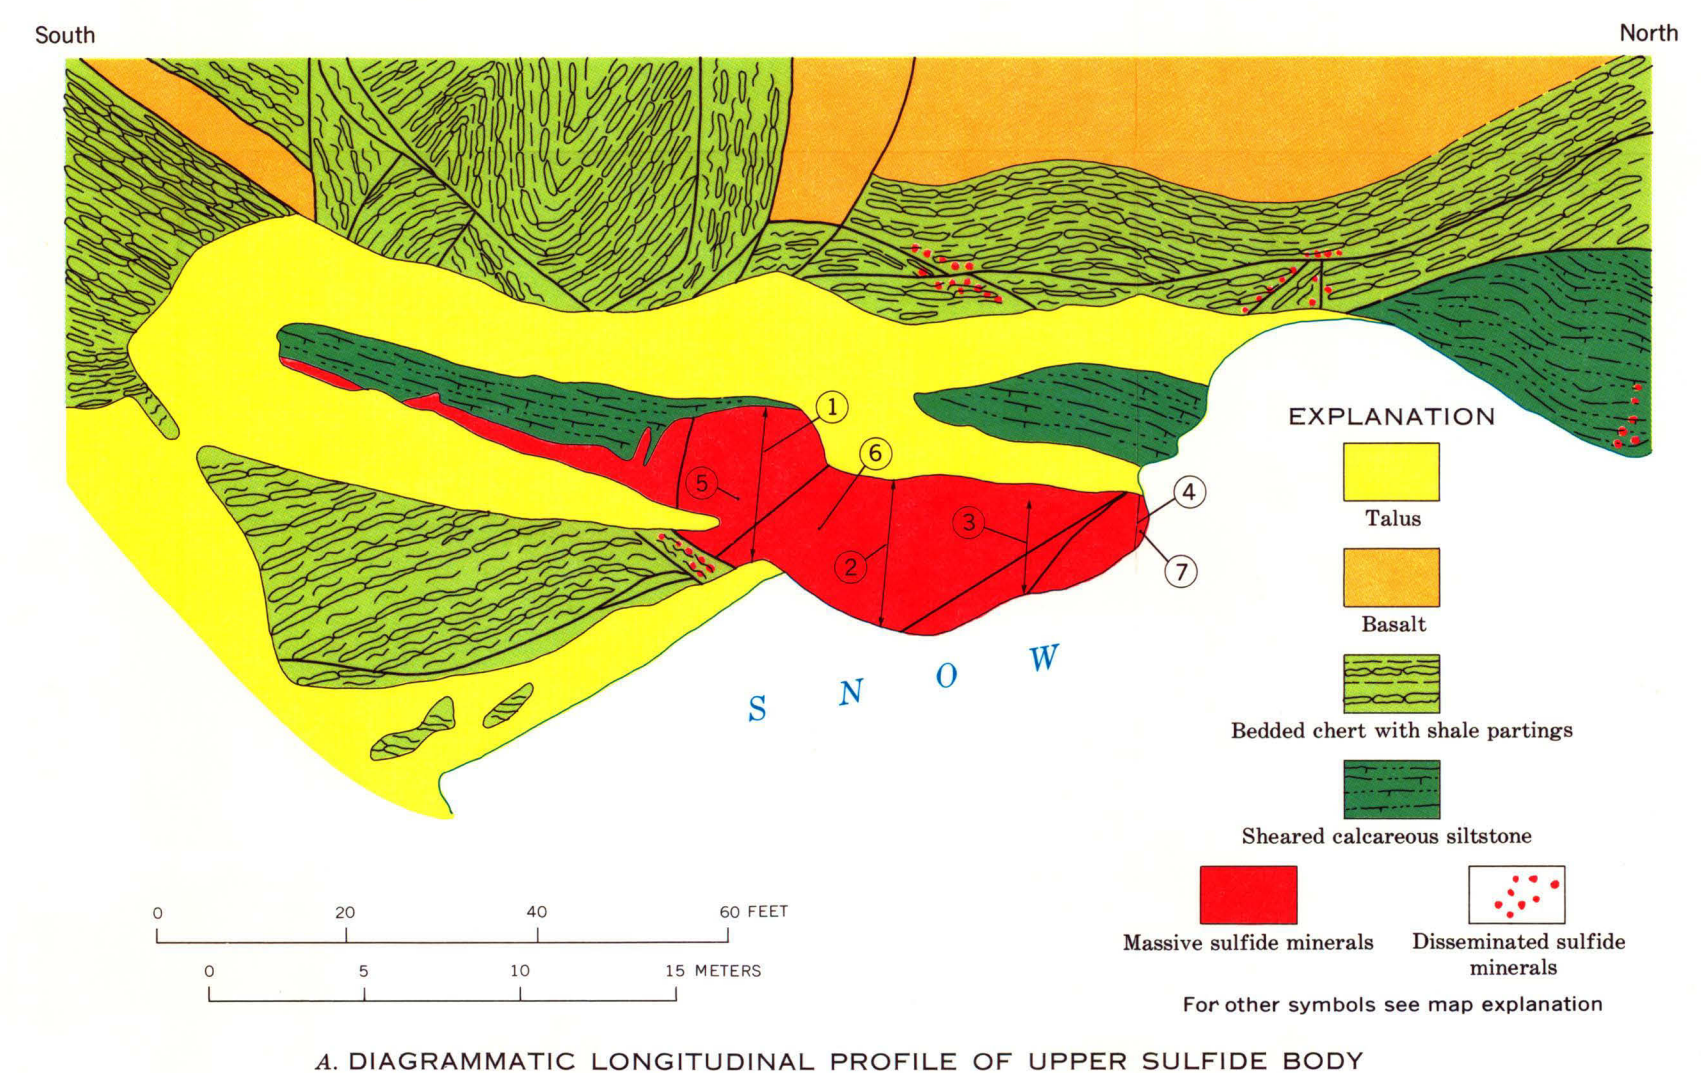 South
North
1
6
5
3
4
2
7
SNOW
EXPLANATION
Talus
Basalt
Bedded chert with shale partings
Sheared calcareous siltstone
Massive sulfide minerals
Disseminated sulfide
minerals
For other symbols see map explanation
0 20 40 60 FEET
0 5 10 15 METERS
A. DIAGRAMMATIC LONGITUDINAL PROFILE OF UPPER SULFIDE BODY